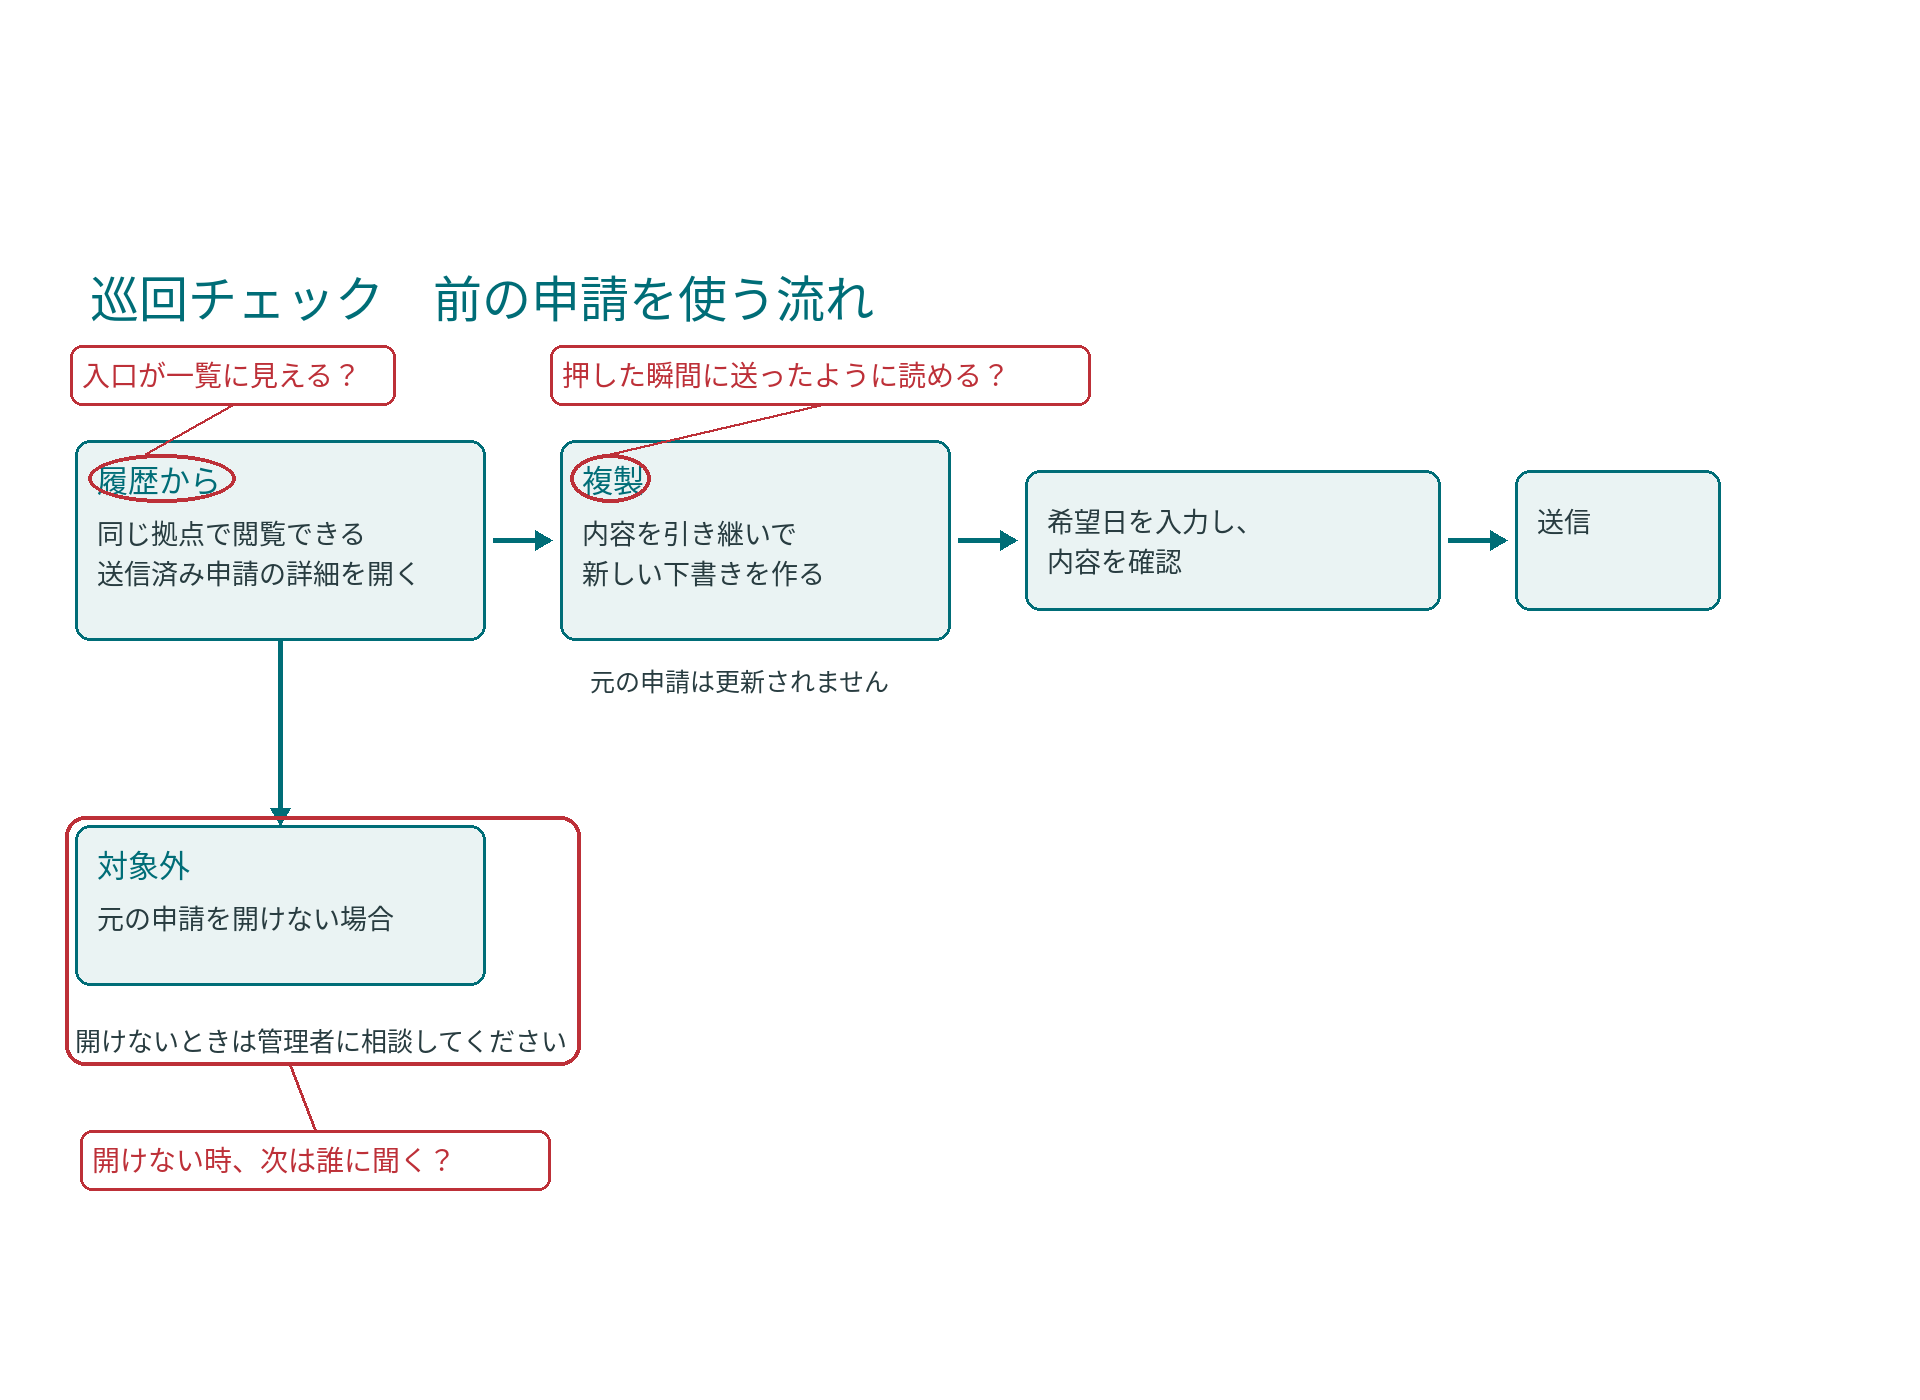 巡回チェック　前の申請を使う流れ
入口が一覧に見える？
押した瞬間に送ったように読める？
履歴から
同じ拠点で閲覧できる
送信済み申請の詳細を開く
複製
内容を引き継いで
新しい下書きを作る
希望日を入力し、
内容を確認
送信
元の申請は更新されません
対象外
元の申請を開けない場合
開けないときは管理者に相談してください
開けない時、次は誰に聞く？